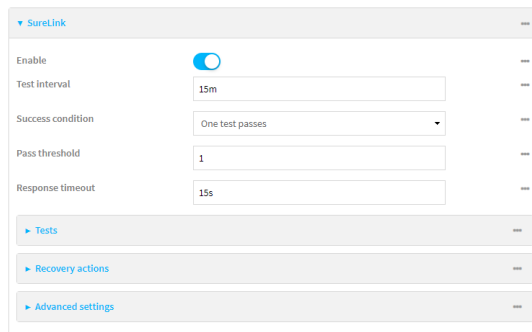 SureLink
Enable
Test interval
15m
Success condition
One test passes
Pass threshold
1
Response timeout
15s
Tests
Recovery actions
Advanced settings